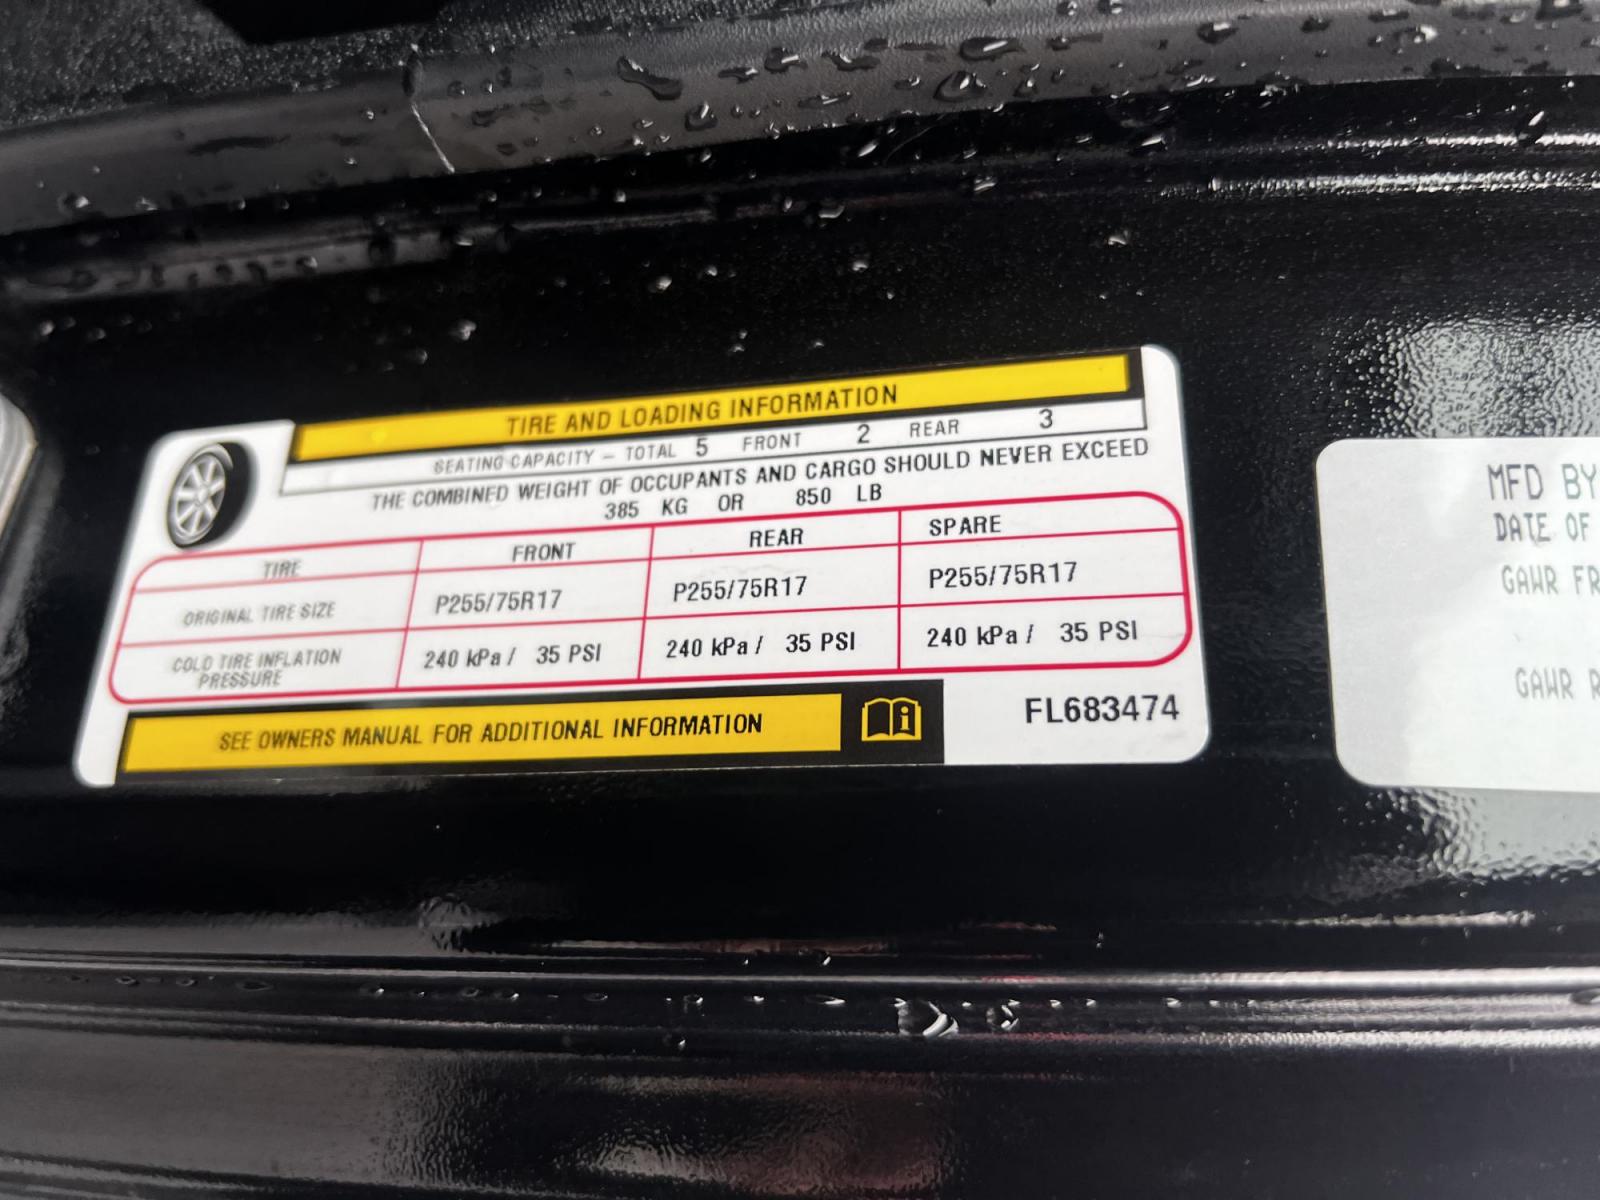 TIRE AND LOADING INFORMATION
SEATING CAPACITY – TOTAL 5 FRONT 2 REAR 3
THE COMBINED WEIGHT OF OCCUPANTS AND CARGO SHOULD NEVER EXCEED
385 KG OR 850 LB
TIRE FRONT REAR SPARE
ORIGINAL TIRE SIZE P255/75R17 P255/75R17 P255/75R17
COLD TIRE INFLATION PRESSURE 240 kPa / 35 PSI 240 kPa / 35 PSI 240 kPa / 35 PSI
SEE OWNERS MANUAL FOR ADDITIONAL INFORMATION
FL683474
MFD BY
DATE OF
GAWR FR
GAWR R